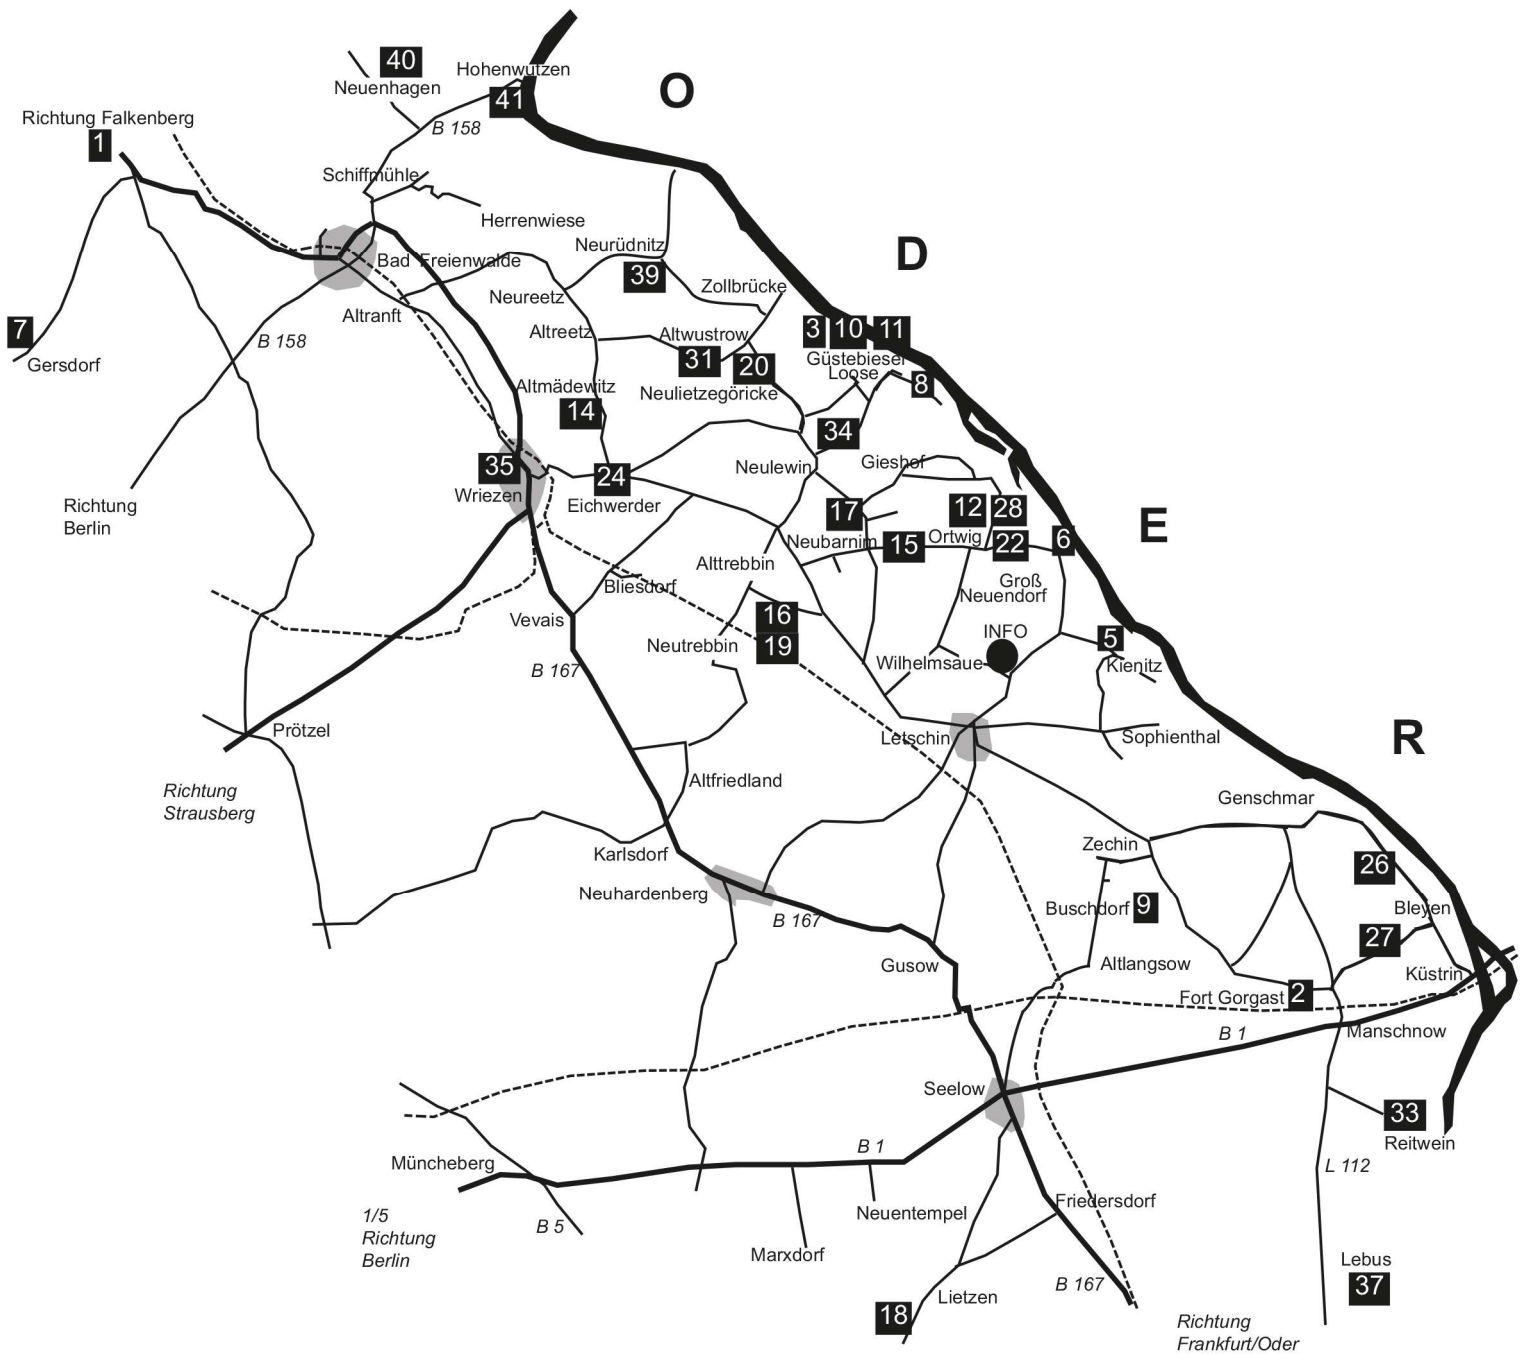 40
Hohenwutzen
O
Neuenhagen
41
Richtung Falkenberg
B 158
1
Schiffmühle
Herrenwiese
Neurüdnitz
D
Bad Freienwalde
39
Zollbrücke
Neureetz
Altranft
7
B 158
Altreetz
Altwustrow
3
10
11
Gersdorf
31
20
Güstebieser
Loose
8
Altmädewitz
Neulietzegöricke
14
34
35
Wriezen
24
Eichwerder
Neulewin
Gieshof
Richtung
Berlin
17
12
28
E
Neubarnim
15
Ortwig
22
6
Alttrebbin
Bliesdorf
Groß
Neuendorf
16
Vevais
19
Neutrebbin
INFO
5
Wilhelmsaue
Kienitz
B 167
Prötzel
Letschin
Sophienthal
R
Richtung
Strausberg
Altfriedland
Genschmar
Karlsdorf
Zechin
26
Neuhardenberg
B 167
Buschdorf
9
Bleyen
27
Gusow
Altlangsow
Küstrin
Fort Gorgast
2
B 1
Manschnow
Seelow
33
Reitwein
B 1
Müncheberg
L 112
1/5
Richtung
Berlin
B 5
Neuentempel
Friedersdorf
Marxdorf
Lebus
37
B 167
Lietzen
18
Richtung
Frankfurt/Oder